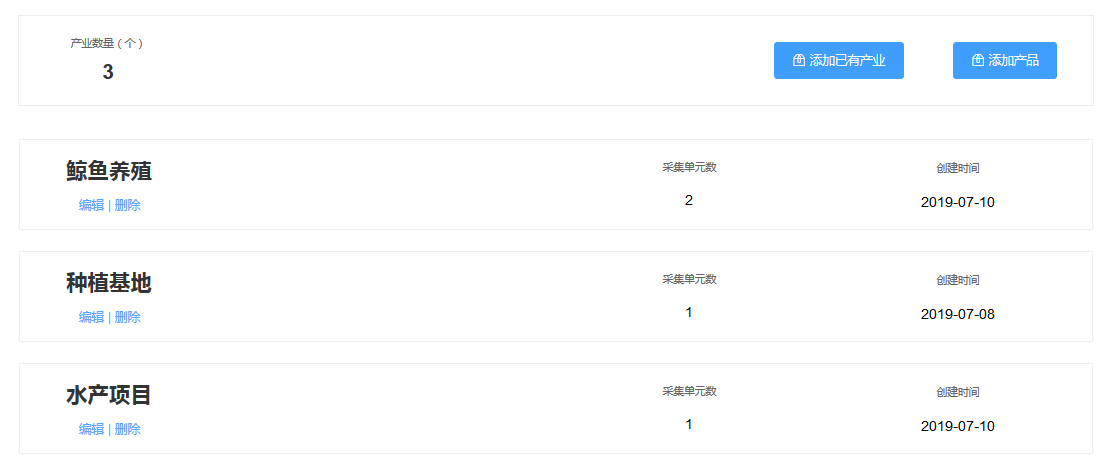 产业数量（个）
3
添加已有产业
添加产品
鲸鱼养殖
编辑 | 删除
采集单元数
2
创建时间
2019-07-10
种植基地
编辑 | 删除
采集单元数
1
创建时间
2019-07-08
水产项目
编辑 | 删除
采集单元数
1
创建时间
2019-07-10